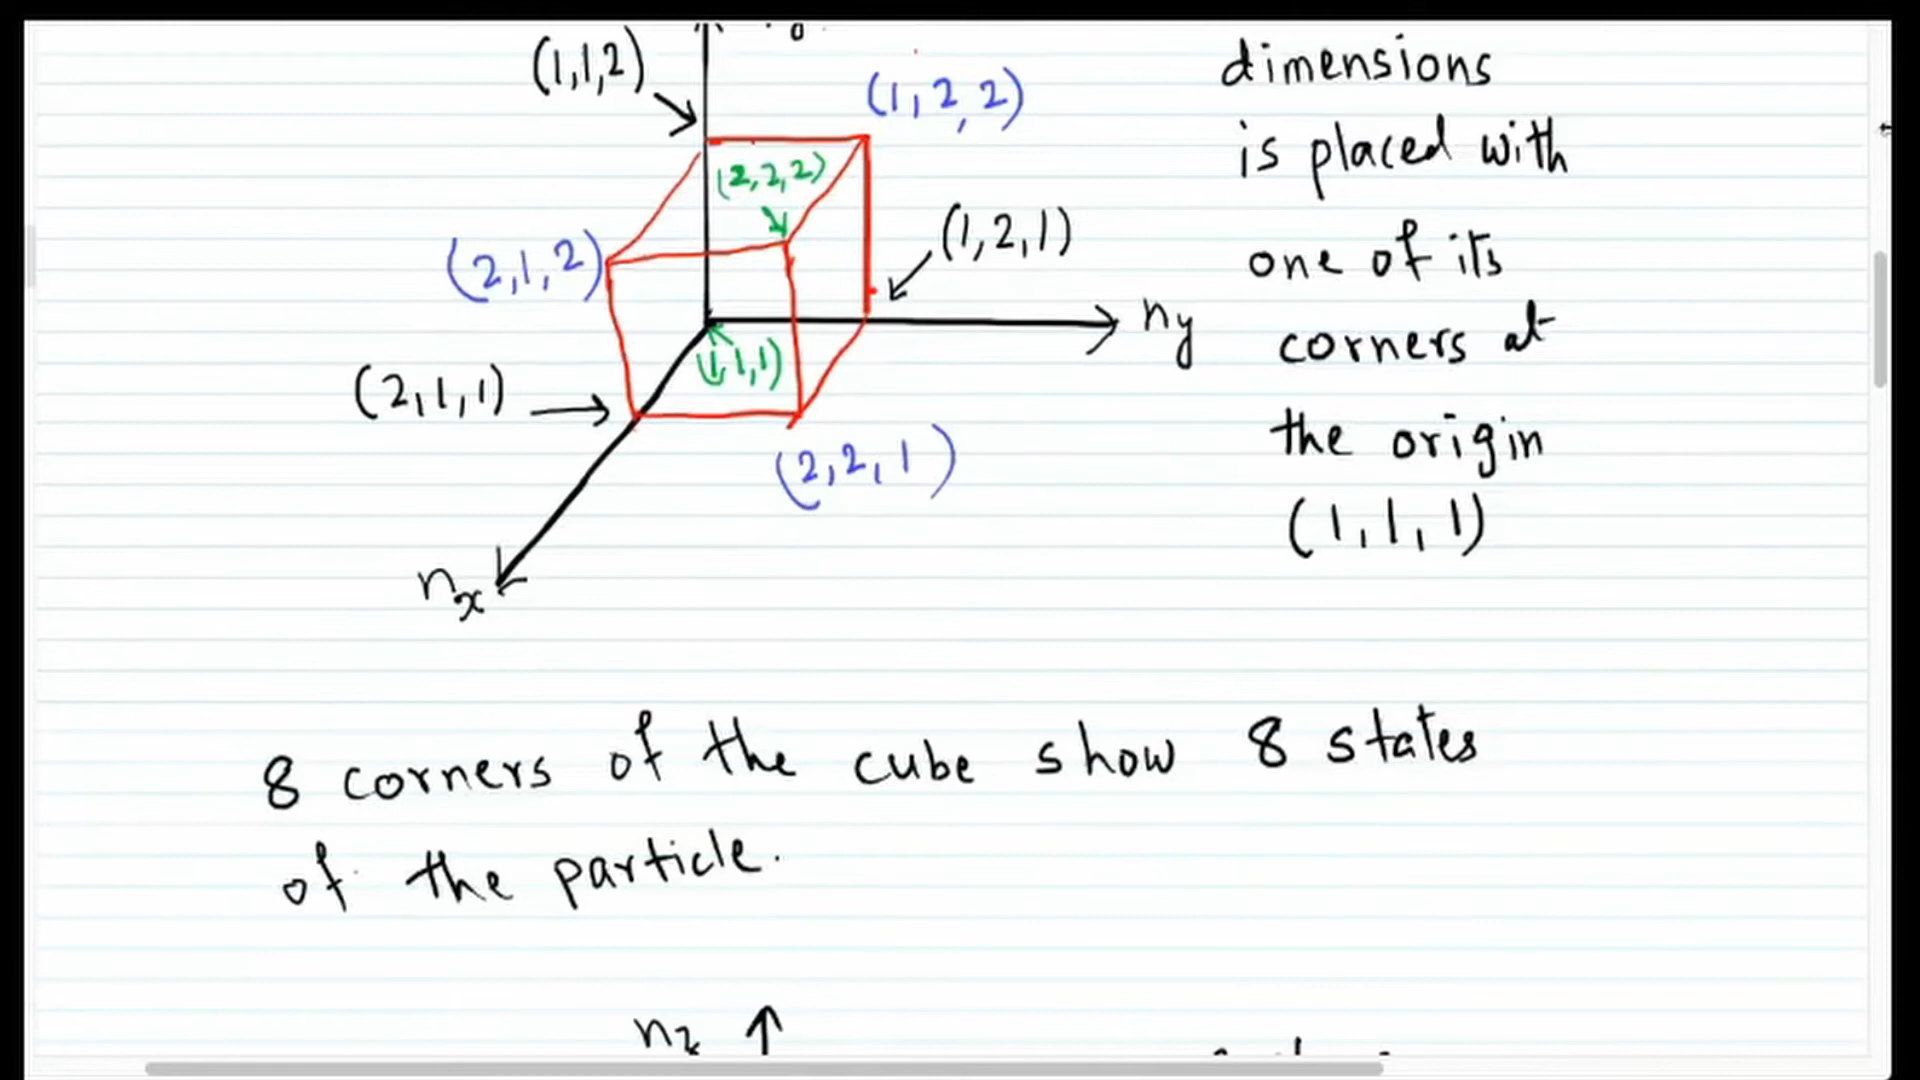 (1,1,2)
(1,2,2)
(2,2,2)
(2,1,2)
(1,2,1)
ny
(1,1,1)
(2,1,1)
(2,2,1)
nx
dimensions
is placed with
one of its
corners at
the origin
(1,1,1)
8 corners of the cube show 8 states
of the particle.
nz